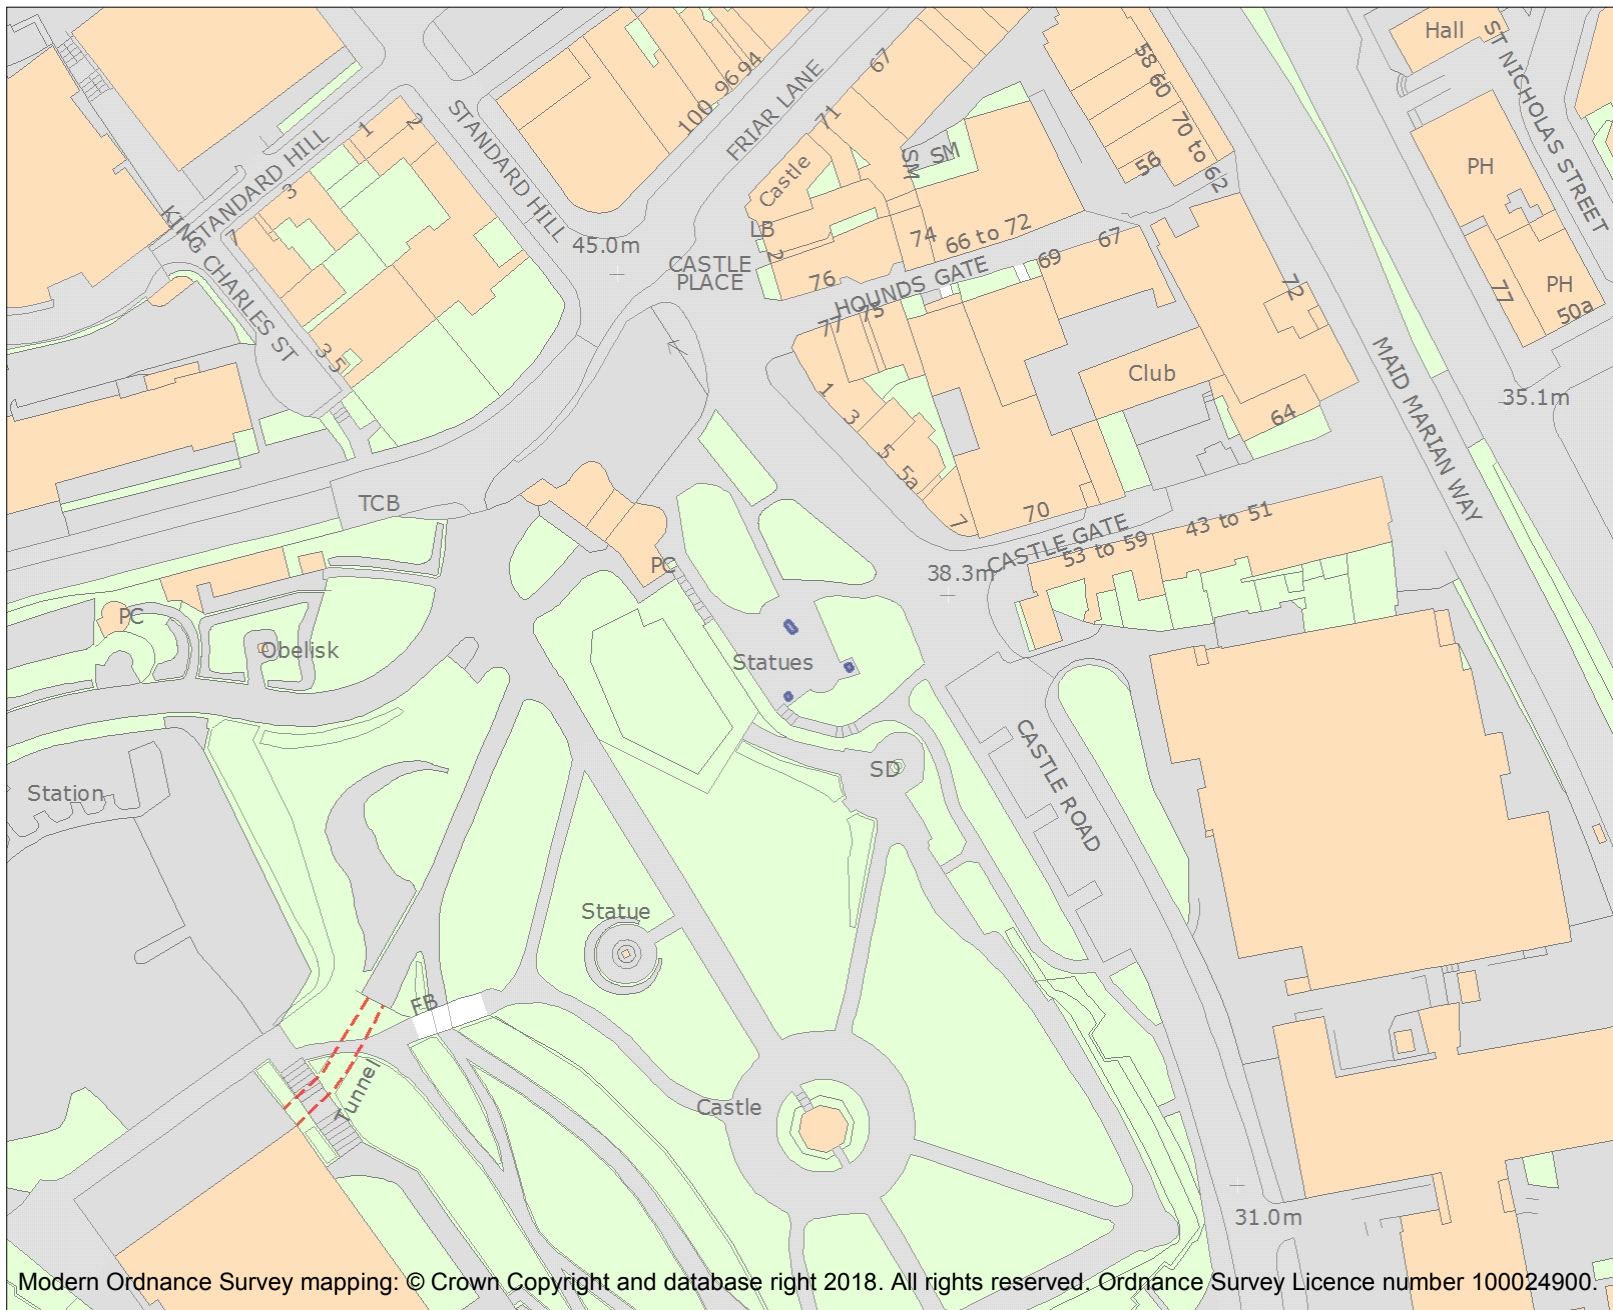 Hall
ST NICHOLAS STREET
58 60
70 to
62
56
67
94
96
100
FRIAR LANE
71
Castle
SM
SM
PH
PH
77
50a
STANDARD HILL
1
2
3
7
STANDARD HILL
KING CHARLES ST
3 5
45.0m
CASTLE
PLACE
LB
2
74
66 to 72
76
HOUNDS GATE
69
67
77
75
72
Club
64
MAID MARIAN WAY
35.1m
1
3
5
5a
7
70
CASTLE GATE
53 to 59
43 to 51
38.3m
TCB
PC
PC
Obelisk
Statues
Station
SD
CASTLE ROAD
Statue
FB
Tunnel
Castle
31.0m
Modern Ordnance Survey mapping: © Crown Copyright and database right 2018. All rights reserved. Ordnance Survey Licence number 100024900.